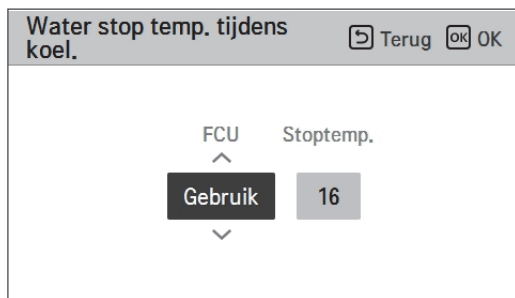 Water stop temp. tijdens
koel.
Terug OK OK
FCU Stoptemp.
Gebruik 16